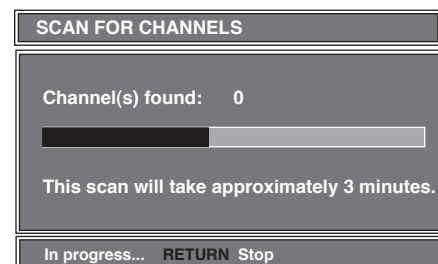 SCAN FOR CHANNELS
Channel(s) found: 0
This scan will take approximately 3 minutes.
In progress... RETURN Stop